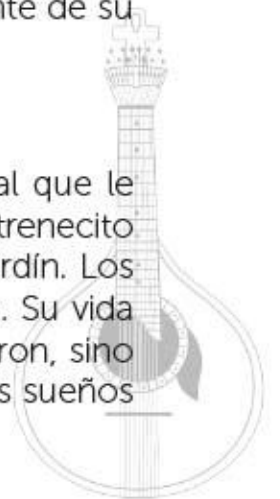 nte de su
al que le
trenecito
rdín. Los
. Su vida
ron, sino
s sueños